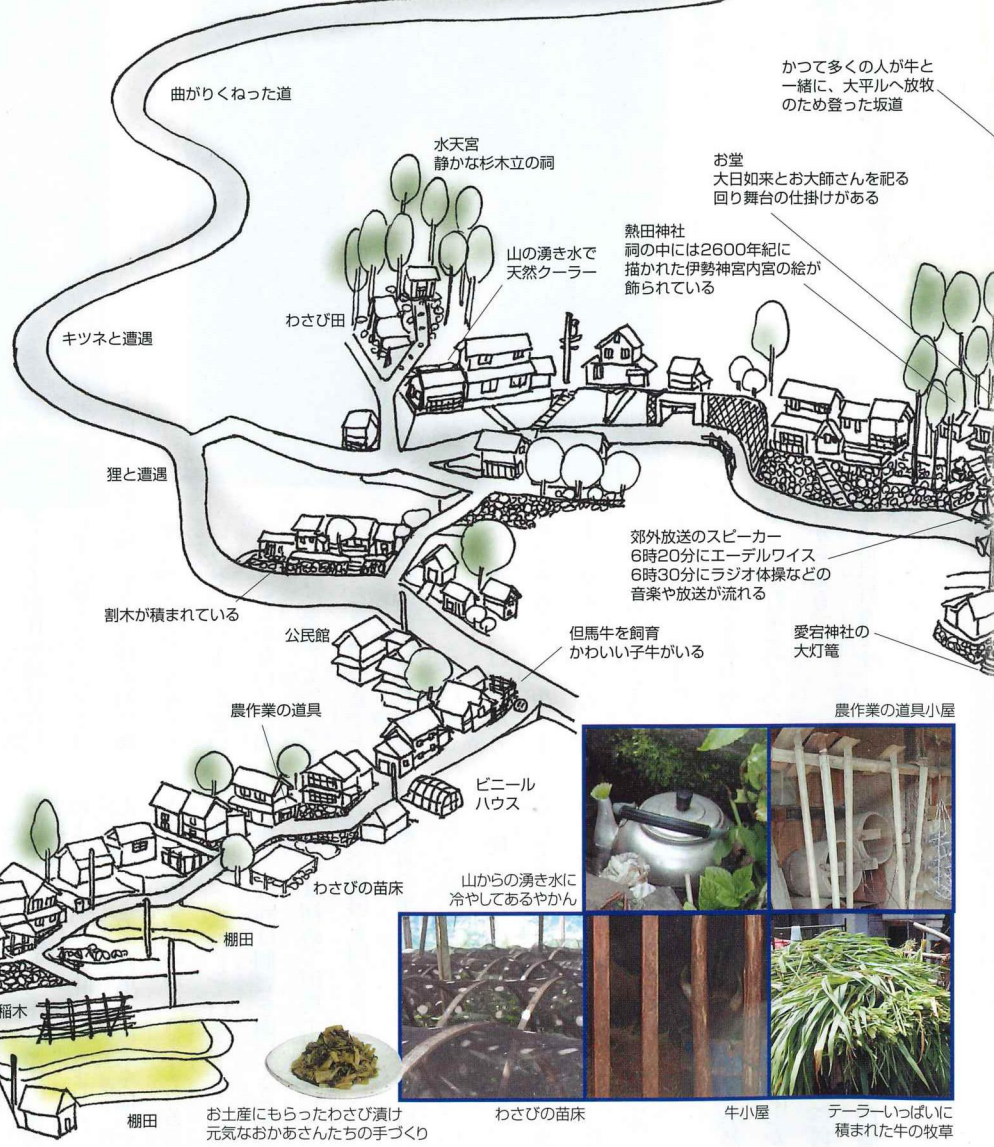 かつて多くの人が牛と
一緒に、大平ルへ放牧
のため登った坂道
曲がりくねった道
水天宮
静かな杉木立の祠
お堂
大日如来とお大師さんを祀る
回り舞台の仕掛けがある
熱田神社
祠の中には2600年紀に
描かれた伊勢神宮内宮の絵が
飾られている
山の湧き水で
天然クーラー
わさび田
キツネと遭遇
狸と遭遇
郊外放送のスピーカー
6時20分にエーデルワイス
6時30分にラジオ体操などの
音楽や放送が流れる
割木が積まれている
公民館
但馬牛を飼育
かわいい子牛がいる
愛宕神社の
大灯籠
農作業の道具
農作業の道具小屋
ビニール
ハウス
山からの湧き水に
冷やしてあるやかん
わさびの苗床
棚田
稲木
棚田
お土産にもらったわさび漬け
元気なおかあさんたちの手づくり
わさびの苗床
牛小屋
テーラーいっぱいに
積まれた牛の牧草